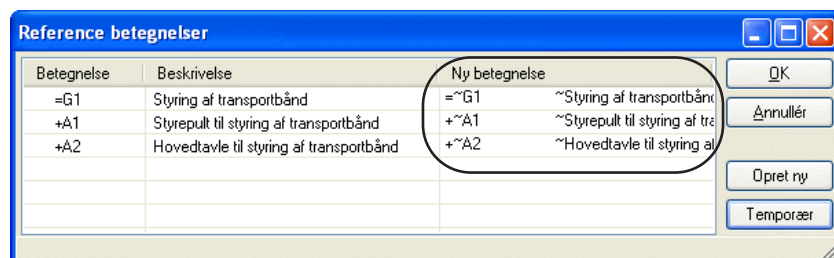 Reference betegnelser
Betegnelse Beskrivelse Ny betegnelse
=G1 Styring af transportbånd =~G1 ~Styring af transportbånd
+A1 Styrepult til styring af transportbånd +~A1 ~Styrepult til styring af tra
+A2 Hovedtavle til styring af transportbånd +~A2 ~Hovedtavle til styring af
OK
Annullér
Opret ny
Temporær